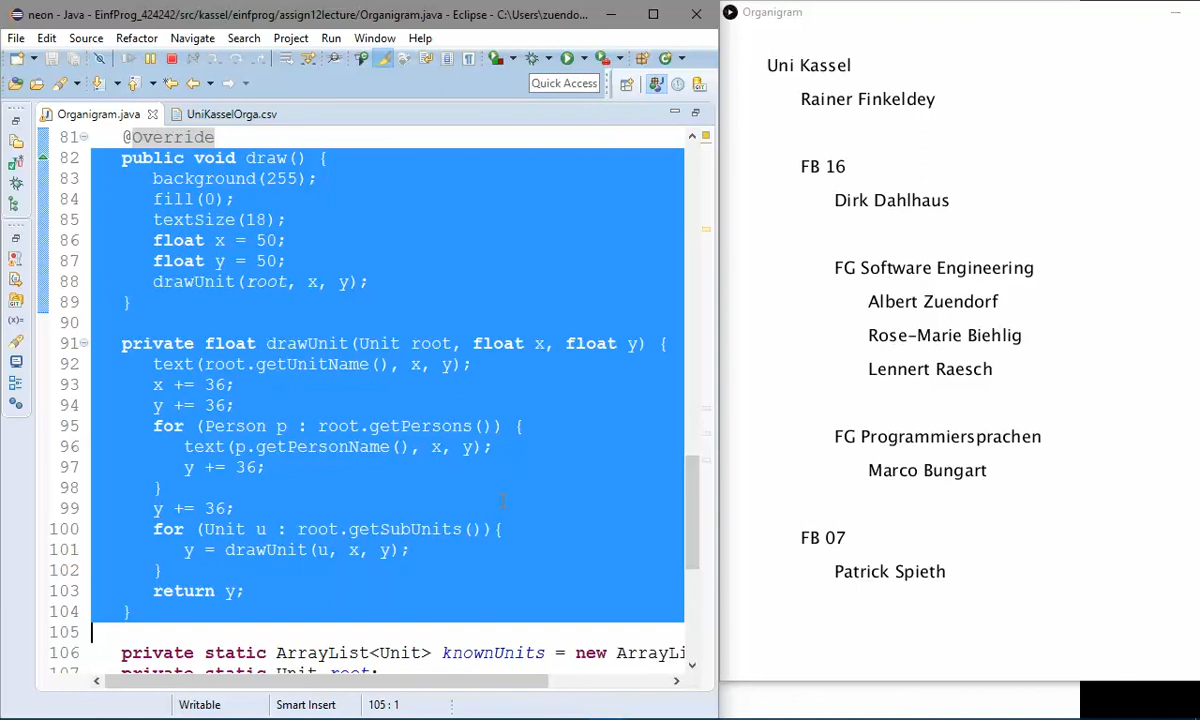 neon - Java - EinfProg_424242/src/kassel/einfprog/assign12lecture/Organigram.java - Eclipse - C:\Users\zuendo...
File Edit Source Refactor Navigate Search Project Run Window Help
Quick Access
Organigram.java UniKasselOrga.csv
81 @Override
82 public void draw() {
83 background(255);
84 fill(0);
85 textSize(18);
86 float x = 50;
87 float y = 50;
88 drawUnit(root, x, y);
89 }
90
91 private float drawUnit(Unit root, float x, float y) {
92 text(root.getUnitName(), x, y);
93 x += 36;
94 y += 36;
95 for (Person p : root.getPersons()) {
96 text(p.getPersonName(), x, y);
97 y += 36;
98 }
99 y += 36;
100 for (Unit u : root.getSubUnits()){
101 y = drawUnit(u, x, y);
102 }
103 return y;
104 }
105
106 private static ArrayList<Unit> knownUnits = new ArrayLi
107 private static Unit root;
Writable Smart Insert 105 : 1
Organigram
Uni Kassel
Rainer Finkeldey
FB 16
Dirk Dahlhaus
FG Software Engineering
Albert Zuendorf
Rose-Marie Biehlig
Lennert Raesch
FG Programmiersprachen
Marco Bungart
FB 07
Patrick Spieth